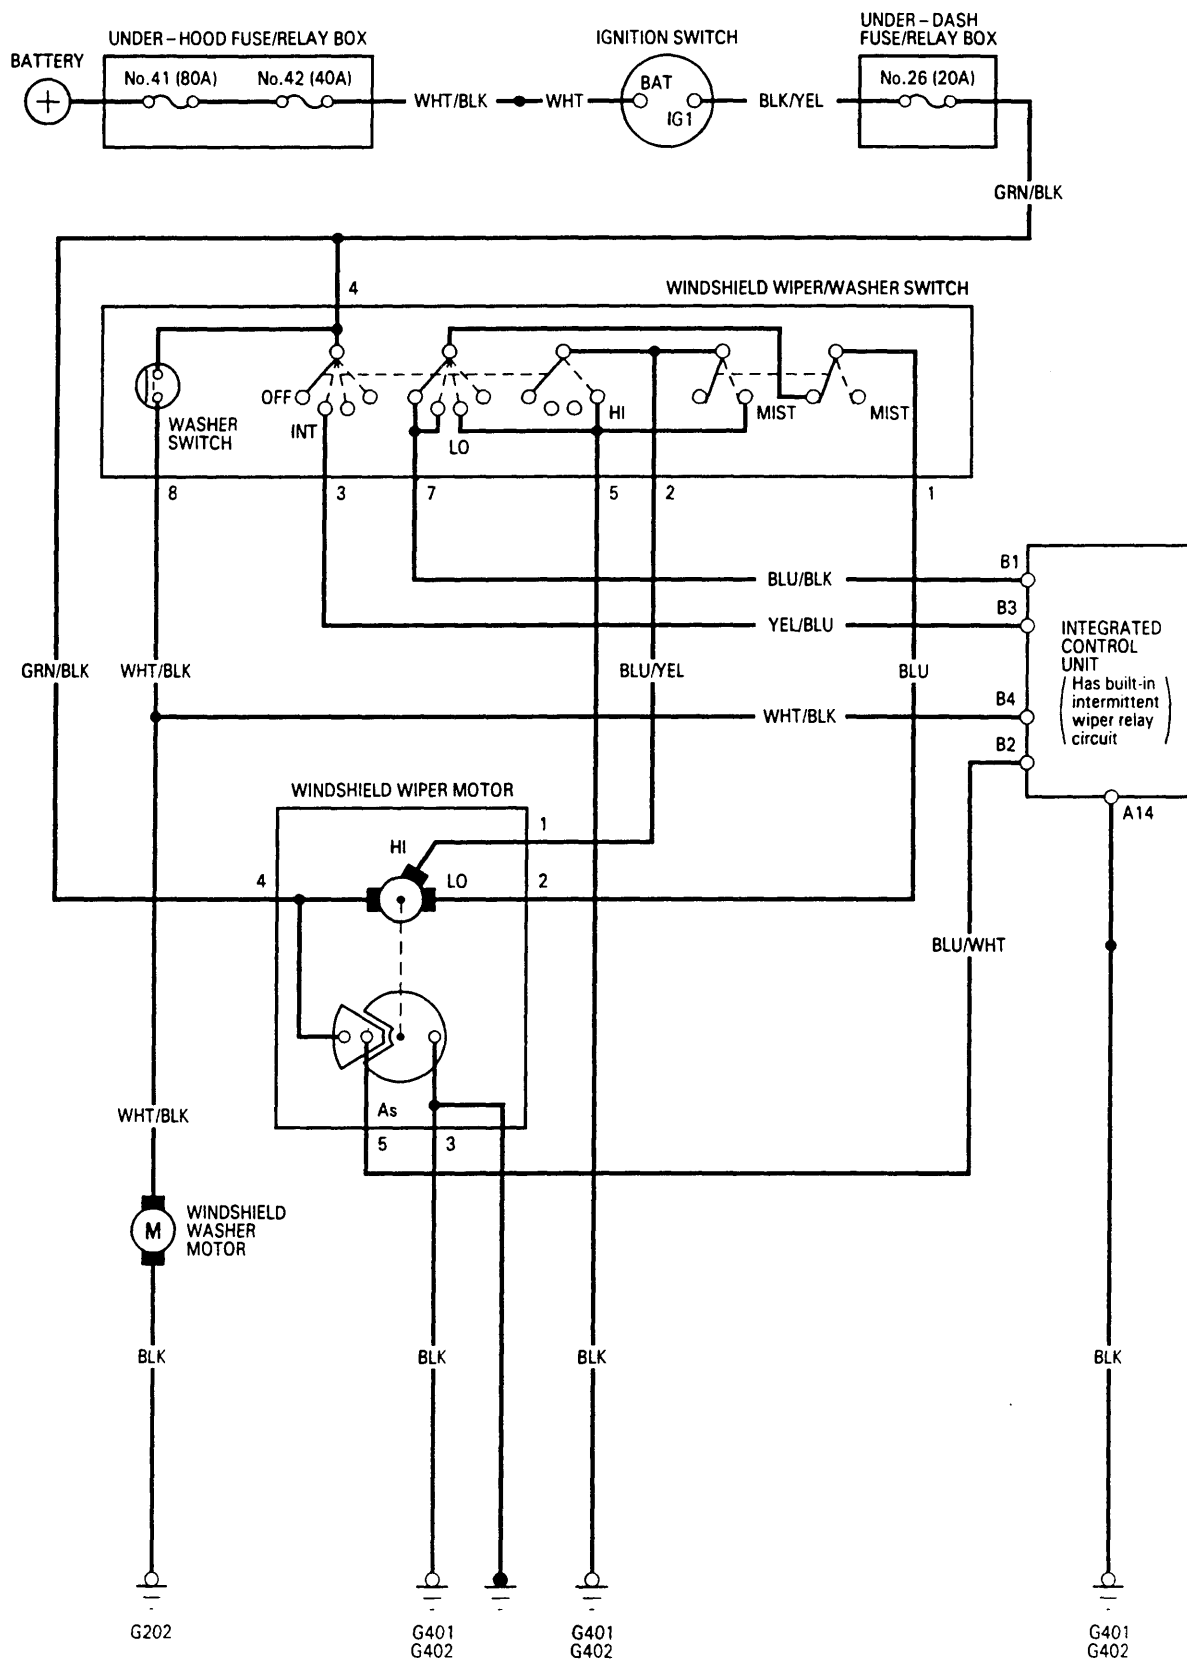 UNDER-HOOD FUSE/RELAY BOX
IGNITION SWITCH
UNDER-DASH
FUSE/RELAY BOX
BATTERY
No.41 (80A)
No.42 (40A)
BAT
IG1
No.26 (20A)
+
WHT/BLK
WHT
BLK/YEL
GRN/BLK
4
WINDSHIELD WIPER/WASHER SWITCH
OFF
INT
LO
HI
MIST
MIST
WASHER
SWITCH
8
3
7
5
2
1
BLU/BLK
B1
YEL/BLU
B3
INTEGRATED
CONTROL
UNIT
(Has built-in
intermittent
wiper relay
circuit)
GRN/BLK
WHT/BLK
BLU/YEL
BLU
WHT/BLK
B4
B2
A14
WINDSHIELD WIPER MOTOR
1
HI
4
LO
2
BLU/WHT
As
5
3
WHT/BLK
M
WINDSHIELD
WASHER
MOTOR
BLK
BLK
BLK
BLK
G202
G401
G402
G401
G402
G401
G402